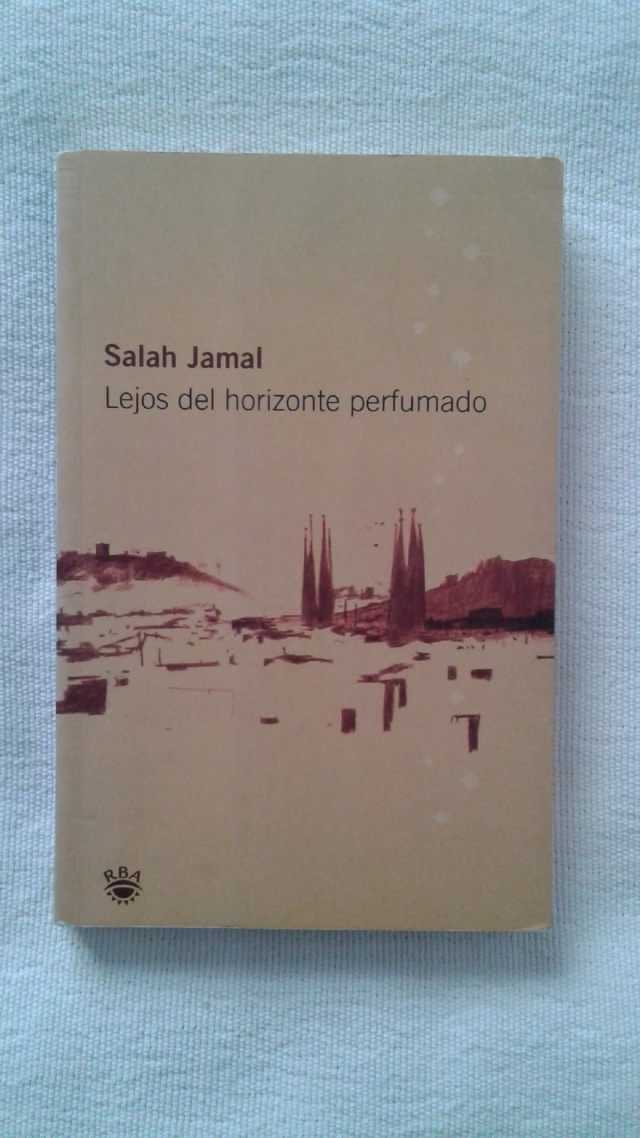 Salah Jamal
Lejos del horizonte perfumado
RBA